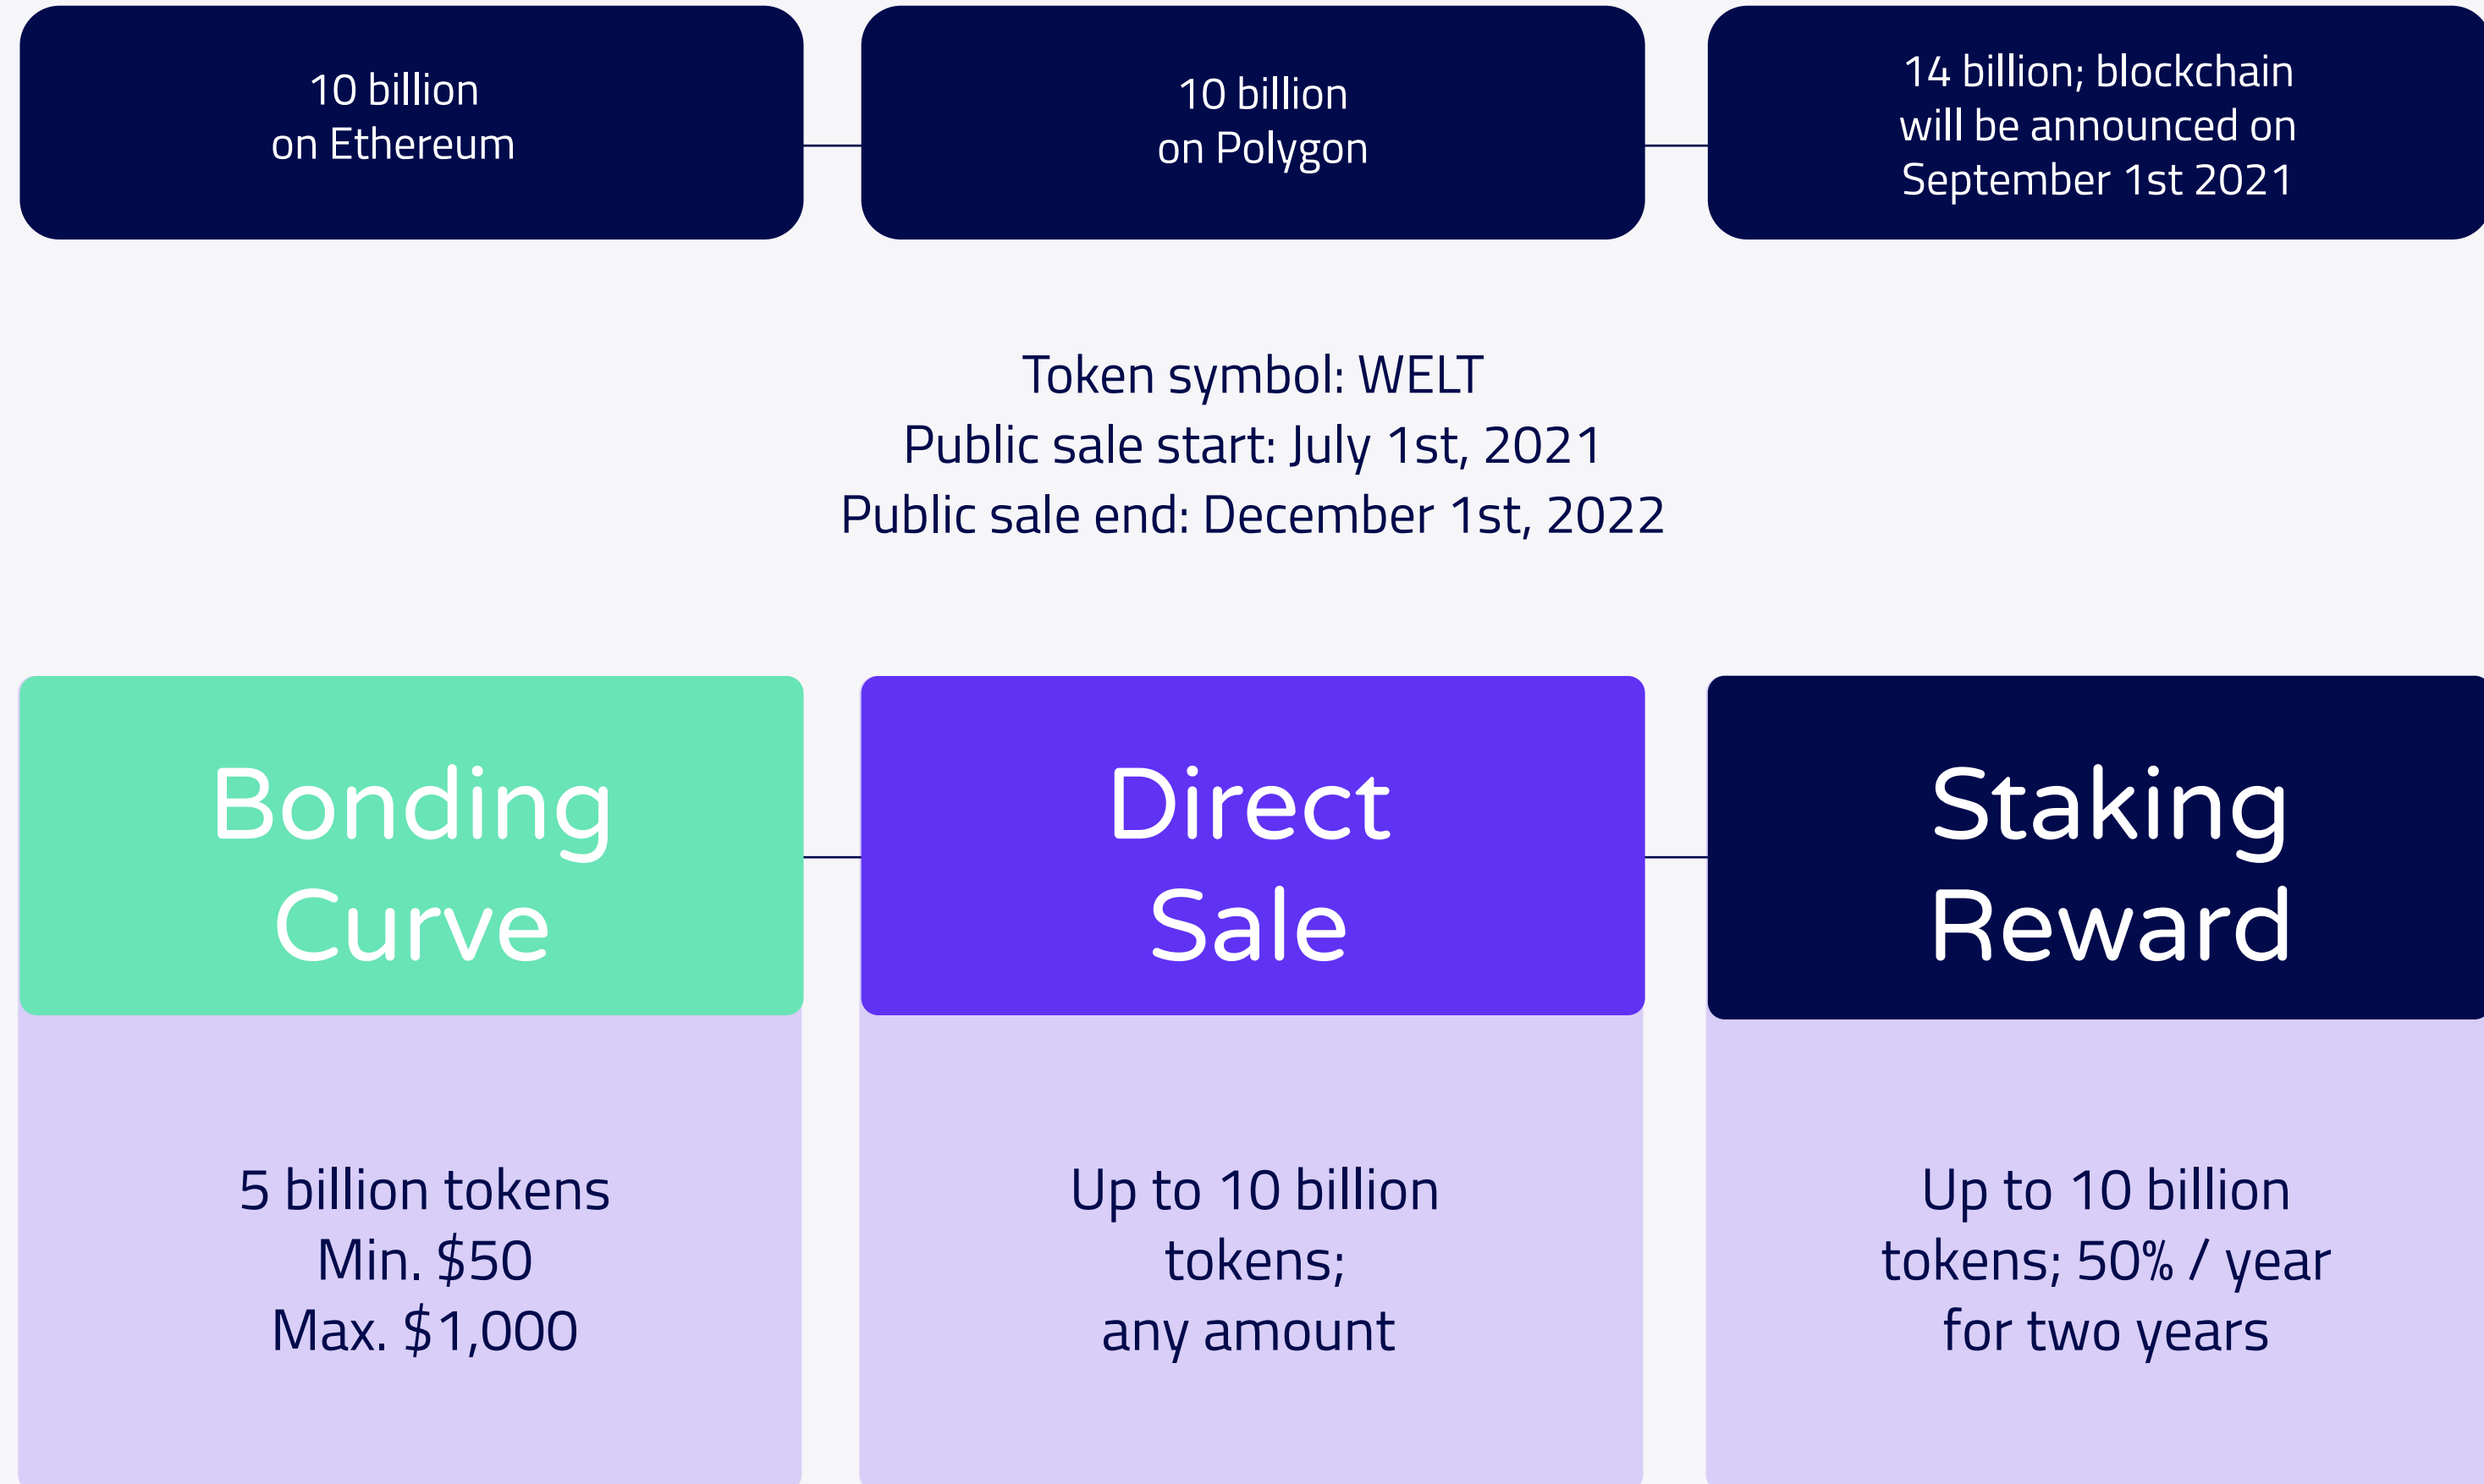 10 billion
on Ethereum
10 billion
on Polygon
14 billion; blockchain
will be announced on
September 1st 2021
Token symbol: WELT
Public sale start: July 1st, 2021
Public sale end: December 1st, 2022
Bonding
Curve
5 billion tokens
Min. $50
Max. $1,000
Direct
Sale
Up to 10 billion
tokens;
any amount
Staking
Reward
Up to 10 billion
tokens; 50% / year
for two years